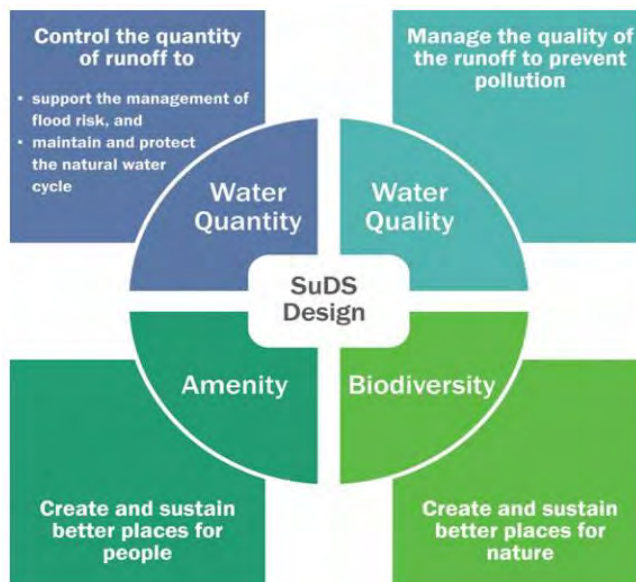 Control the quantity
of runoff to
• support the management of
flood risk, and
• maintain and protect
the natural water
cycle
Manage the quality of
the runoff to prevent
pollution
Water
Quantity
Water
Quality
SuDS
Design
Amenity
Biodiversity
Create and sustain
better places for
people
Create and sustain
better places for
nature